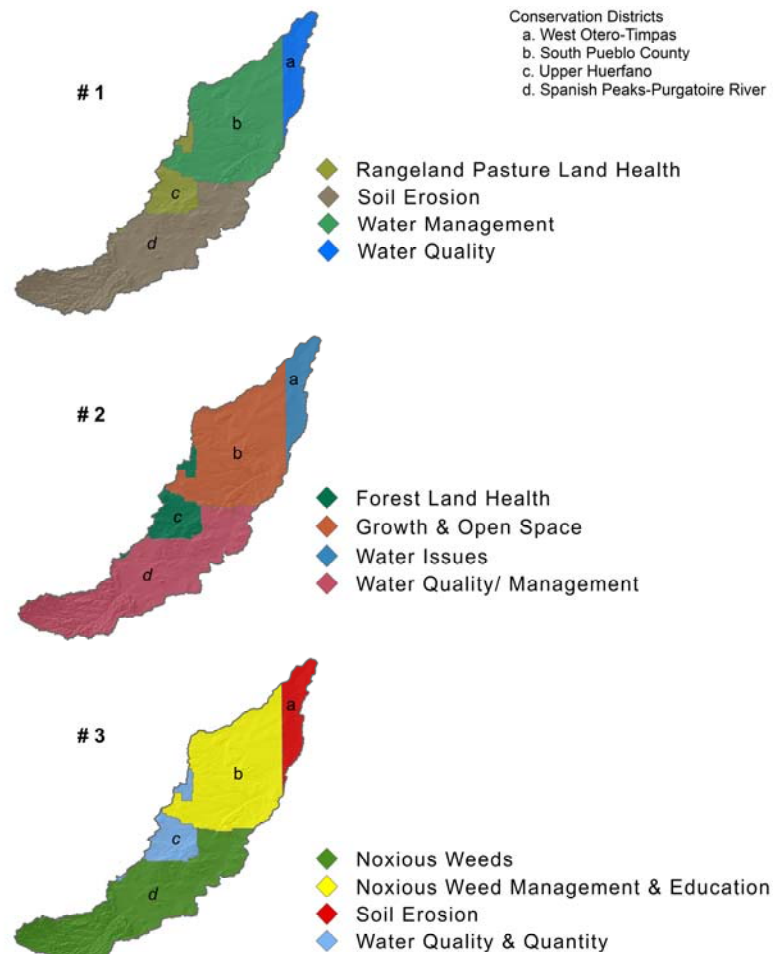 Conservation Districts
a. West Otero-Timpas
b. South Pueblo County
c. Upper Huerfano
d. Spanish Peaks-Purgatoire River
# 1
a
b
c
d
Rangeland Pasture Land Health
Soil Erosion
Water Management
Water Quality
# 2
a
b
c
d
Forest Land Health
Growth & Open Space
Water Issues
Water Quality/ Management
# 3
a
b
c
d
Noxious Weeds
Noxious Weed Management & Education
Soil Erosion
Water Quality & Quantity